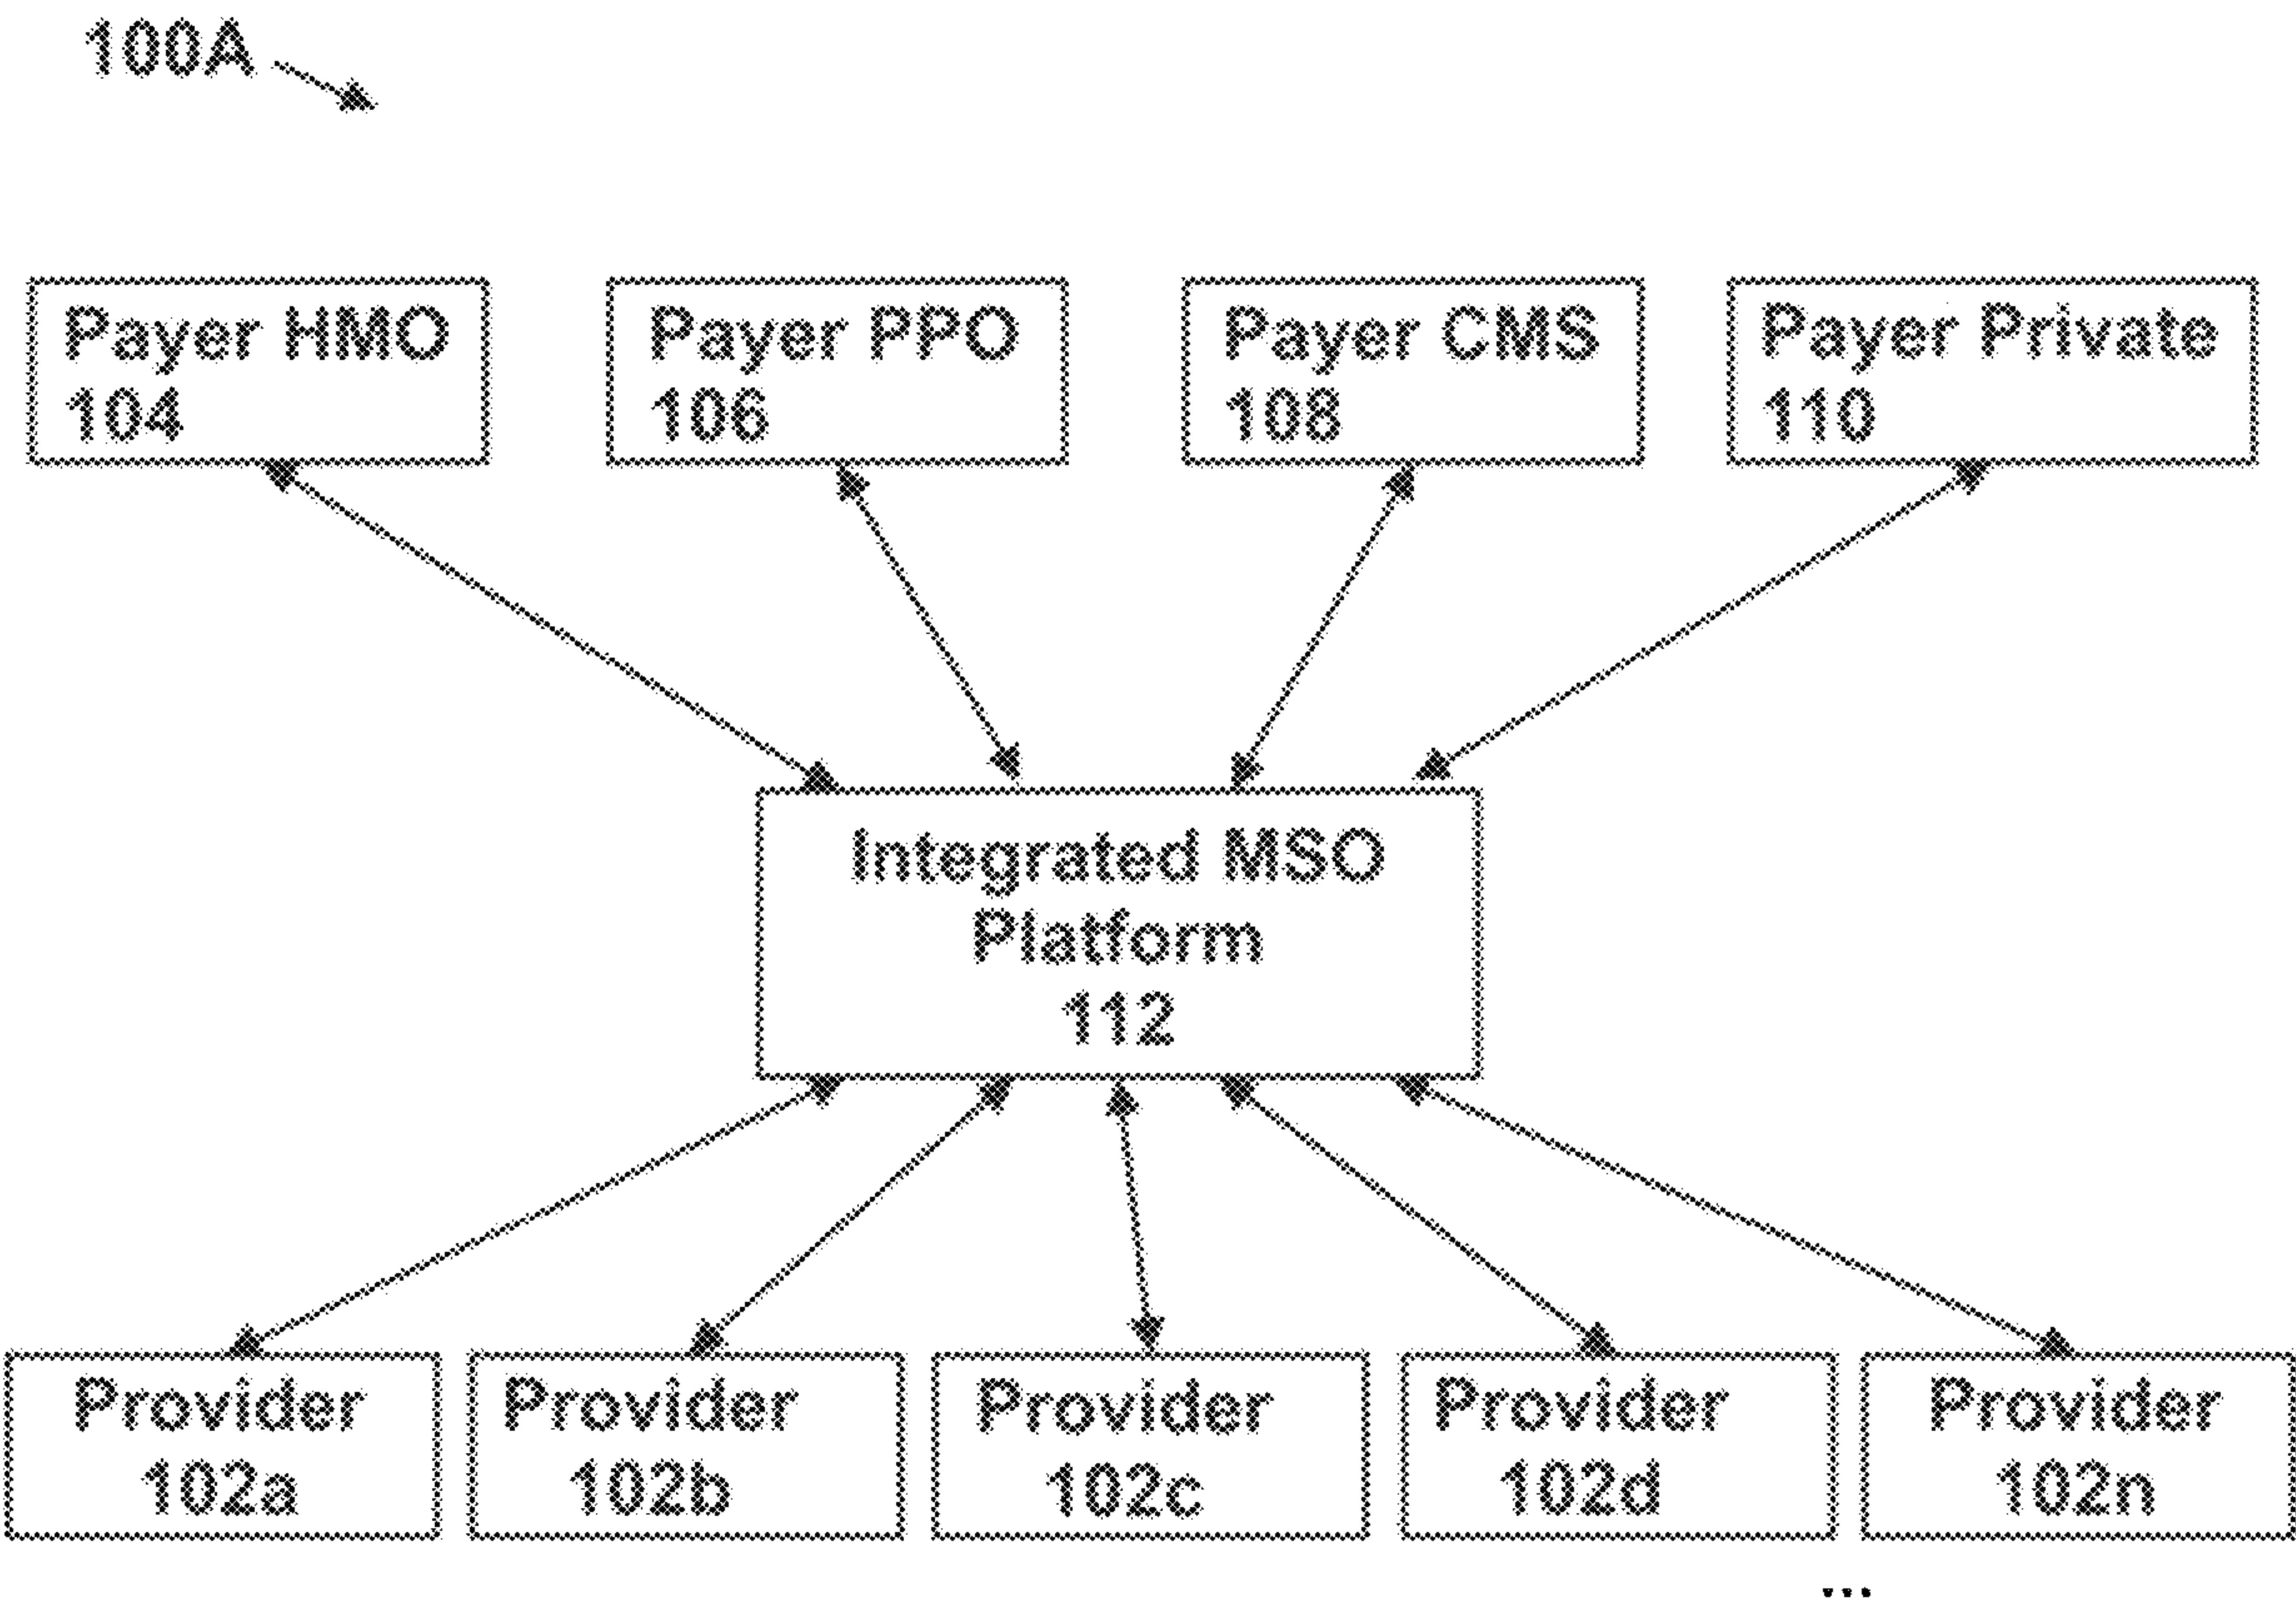 100A
Payer HMO
104
Payer PPO
106
Payer CMS
108
Payer Private
110
Integrated MSO
Platform
112
Provider
102a
Provider
102b
Provider
102c
Provider
102d
Provider
102n
...